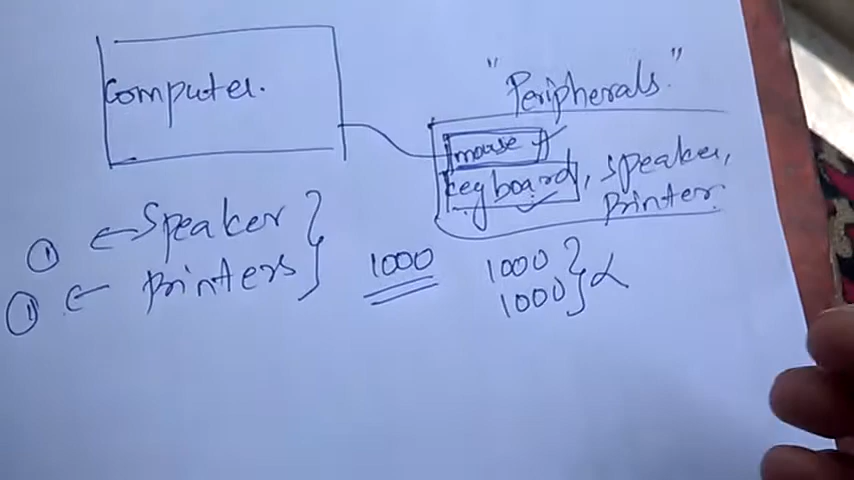 Computer.
"Peripherals."
mouse
keyboard, speaker,
printer
① ← Speaker
① ← printers } 1000
1000
1000 } α